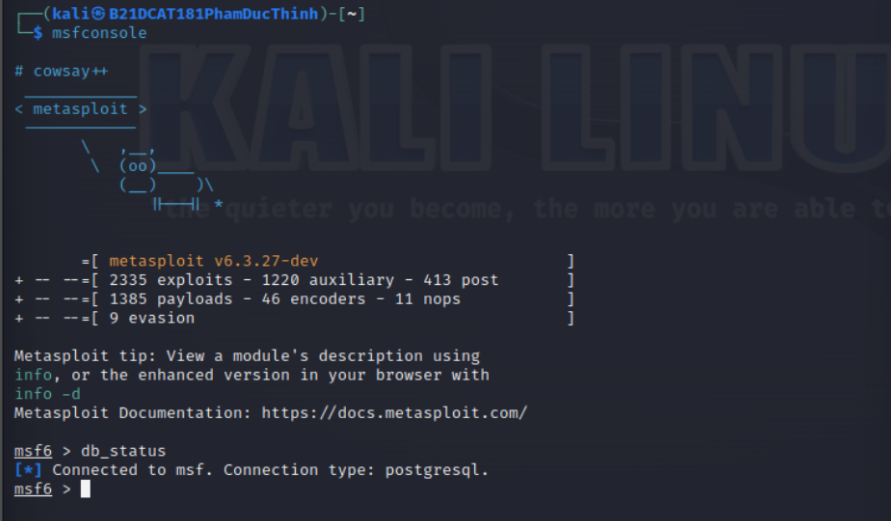 ┌──(kali㉿B21DCAT181PhamDucThinh)-[~]
└─$ msfconsole
# cowsay++
 ____________
< metasploit >
 ------------
       \   ,__,
        \  (oo)____
           (__)    )\
              ||--|| *
KALI LINU
the quieter you become, the more you are able to
       =[ metasploit v6.3.27-dev                          ]
+ -- --=[ 2335 exploits - 1220 auxiliary - 413 post       ]
+ -- --=[ 1385 payloads - 46 encoders - 11 nops           ]
+ -- --=[ 9 evasion                                       ]
Metasploit tip: View a module's description using
info, or the enhanced version in your browser with
info -d
Metasploit Documentation: https://docs.metasploit.com/
msf6 > db_status
[*] Connected to msf. Connection type: postgresql.
msf6 >